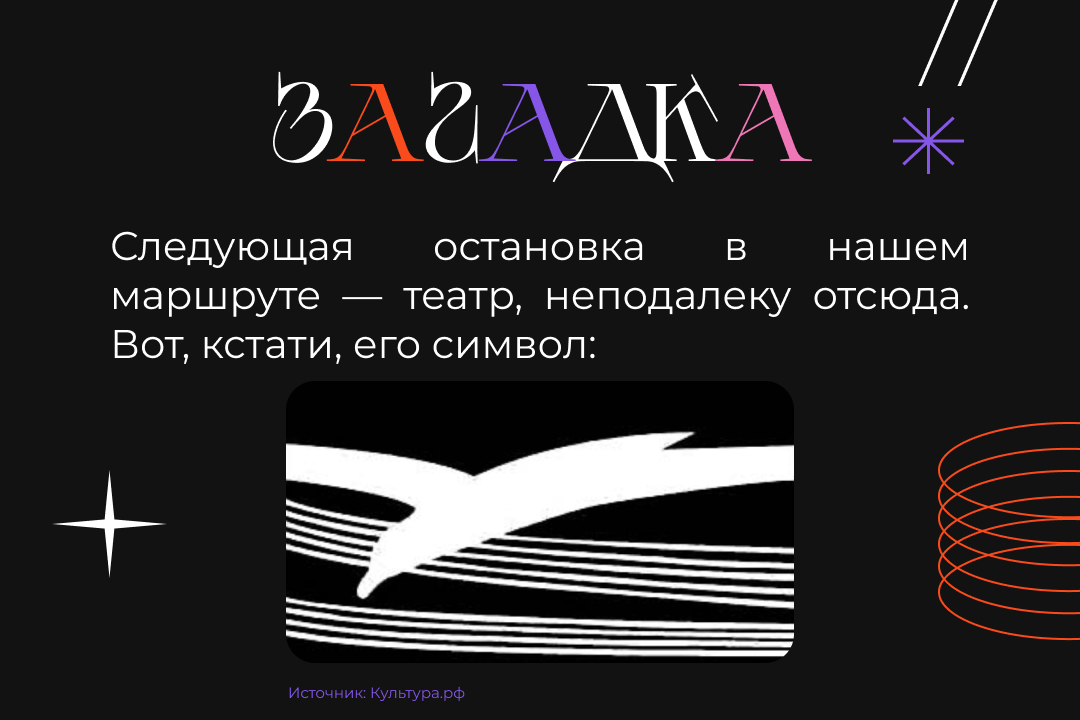 ЗАГАДКА
Следующая остановка в нашем
маршруте — театр, неподалеку отсюда.
Вот, кстати, его символ:
Источник: Культура.рф